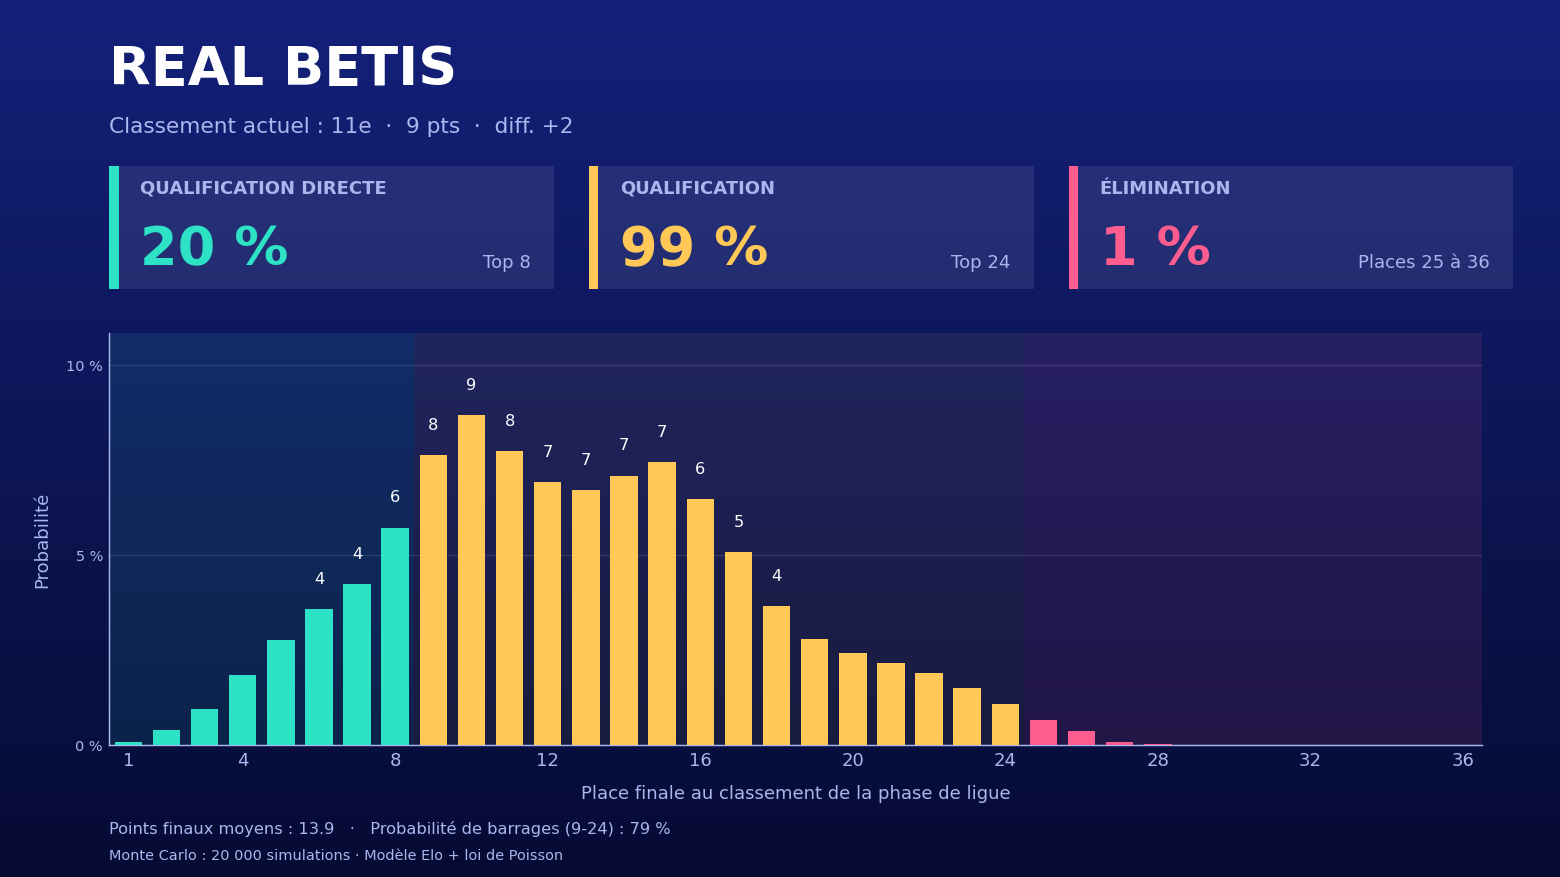 REAL BETIS
Classement actuel : 11e · 9 pts · diff. +2
QUALIFICATION DIRECTE
20 %
Top 8
QUALIFICATION
99 %
Top 24
ÉLIMINATION
1 %
Places 25 à 36
Probabilité
10 %
5 %
0 %
4
4
6
8
9
8
7
7
7
7
6
5
4
1 4 8 12 16 20 24 28 32 36
Place finale au classement de la phase de ligue
Points finaux moyens : 13.9 · Probabilité de barrages (9-24) : 79 %
Monte Carlo : 20 000 simulations · Modèle Elo + loi de Poisson